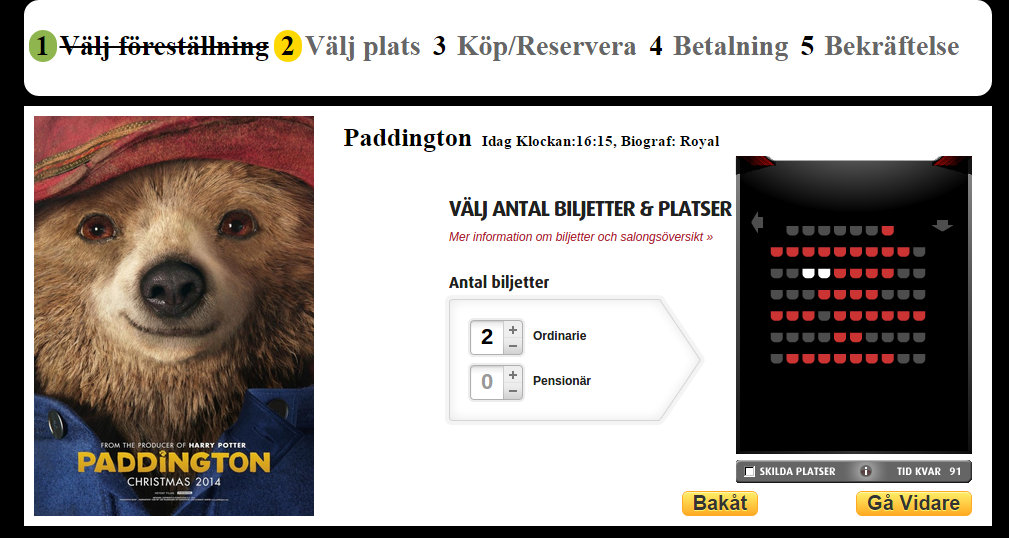 1 Välj föreställning 2 Välj plats 3 Köp/Reservera 4 Betalning 5 Bekräftelse
Paddington Idag Klockan:16:15, Biograf: Royal
VÄLJ ANTAL BILJETTER & PLATSER
Mer information om biljetter och salongsöversikt »
Antal biljetter
2 + − Ordinarie
0 + − Pensionär
FROM THE PRODUCER OF HARRY POTTER
PADDINGTON
CHRISTMAS 2014
SKILDA PLATSER i TID KVAR 91
Bakåt Gå Vidare